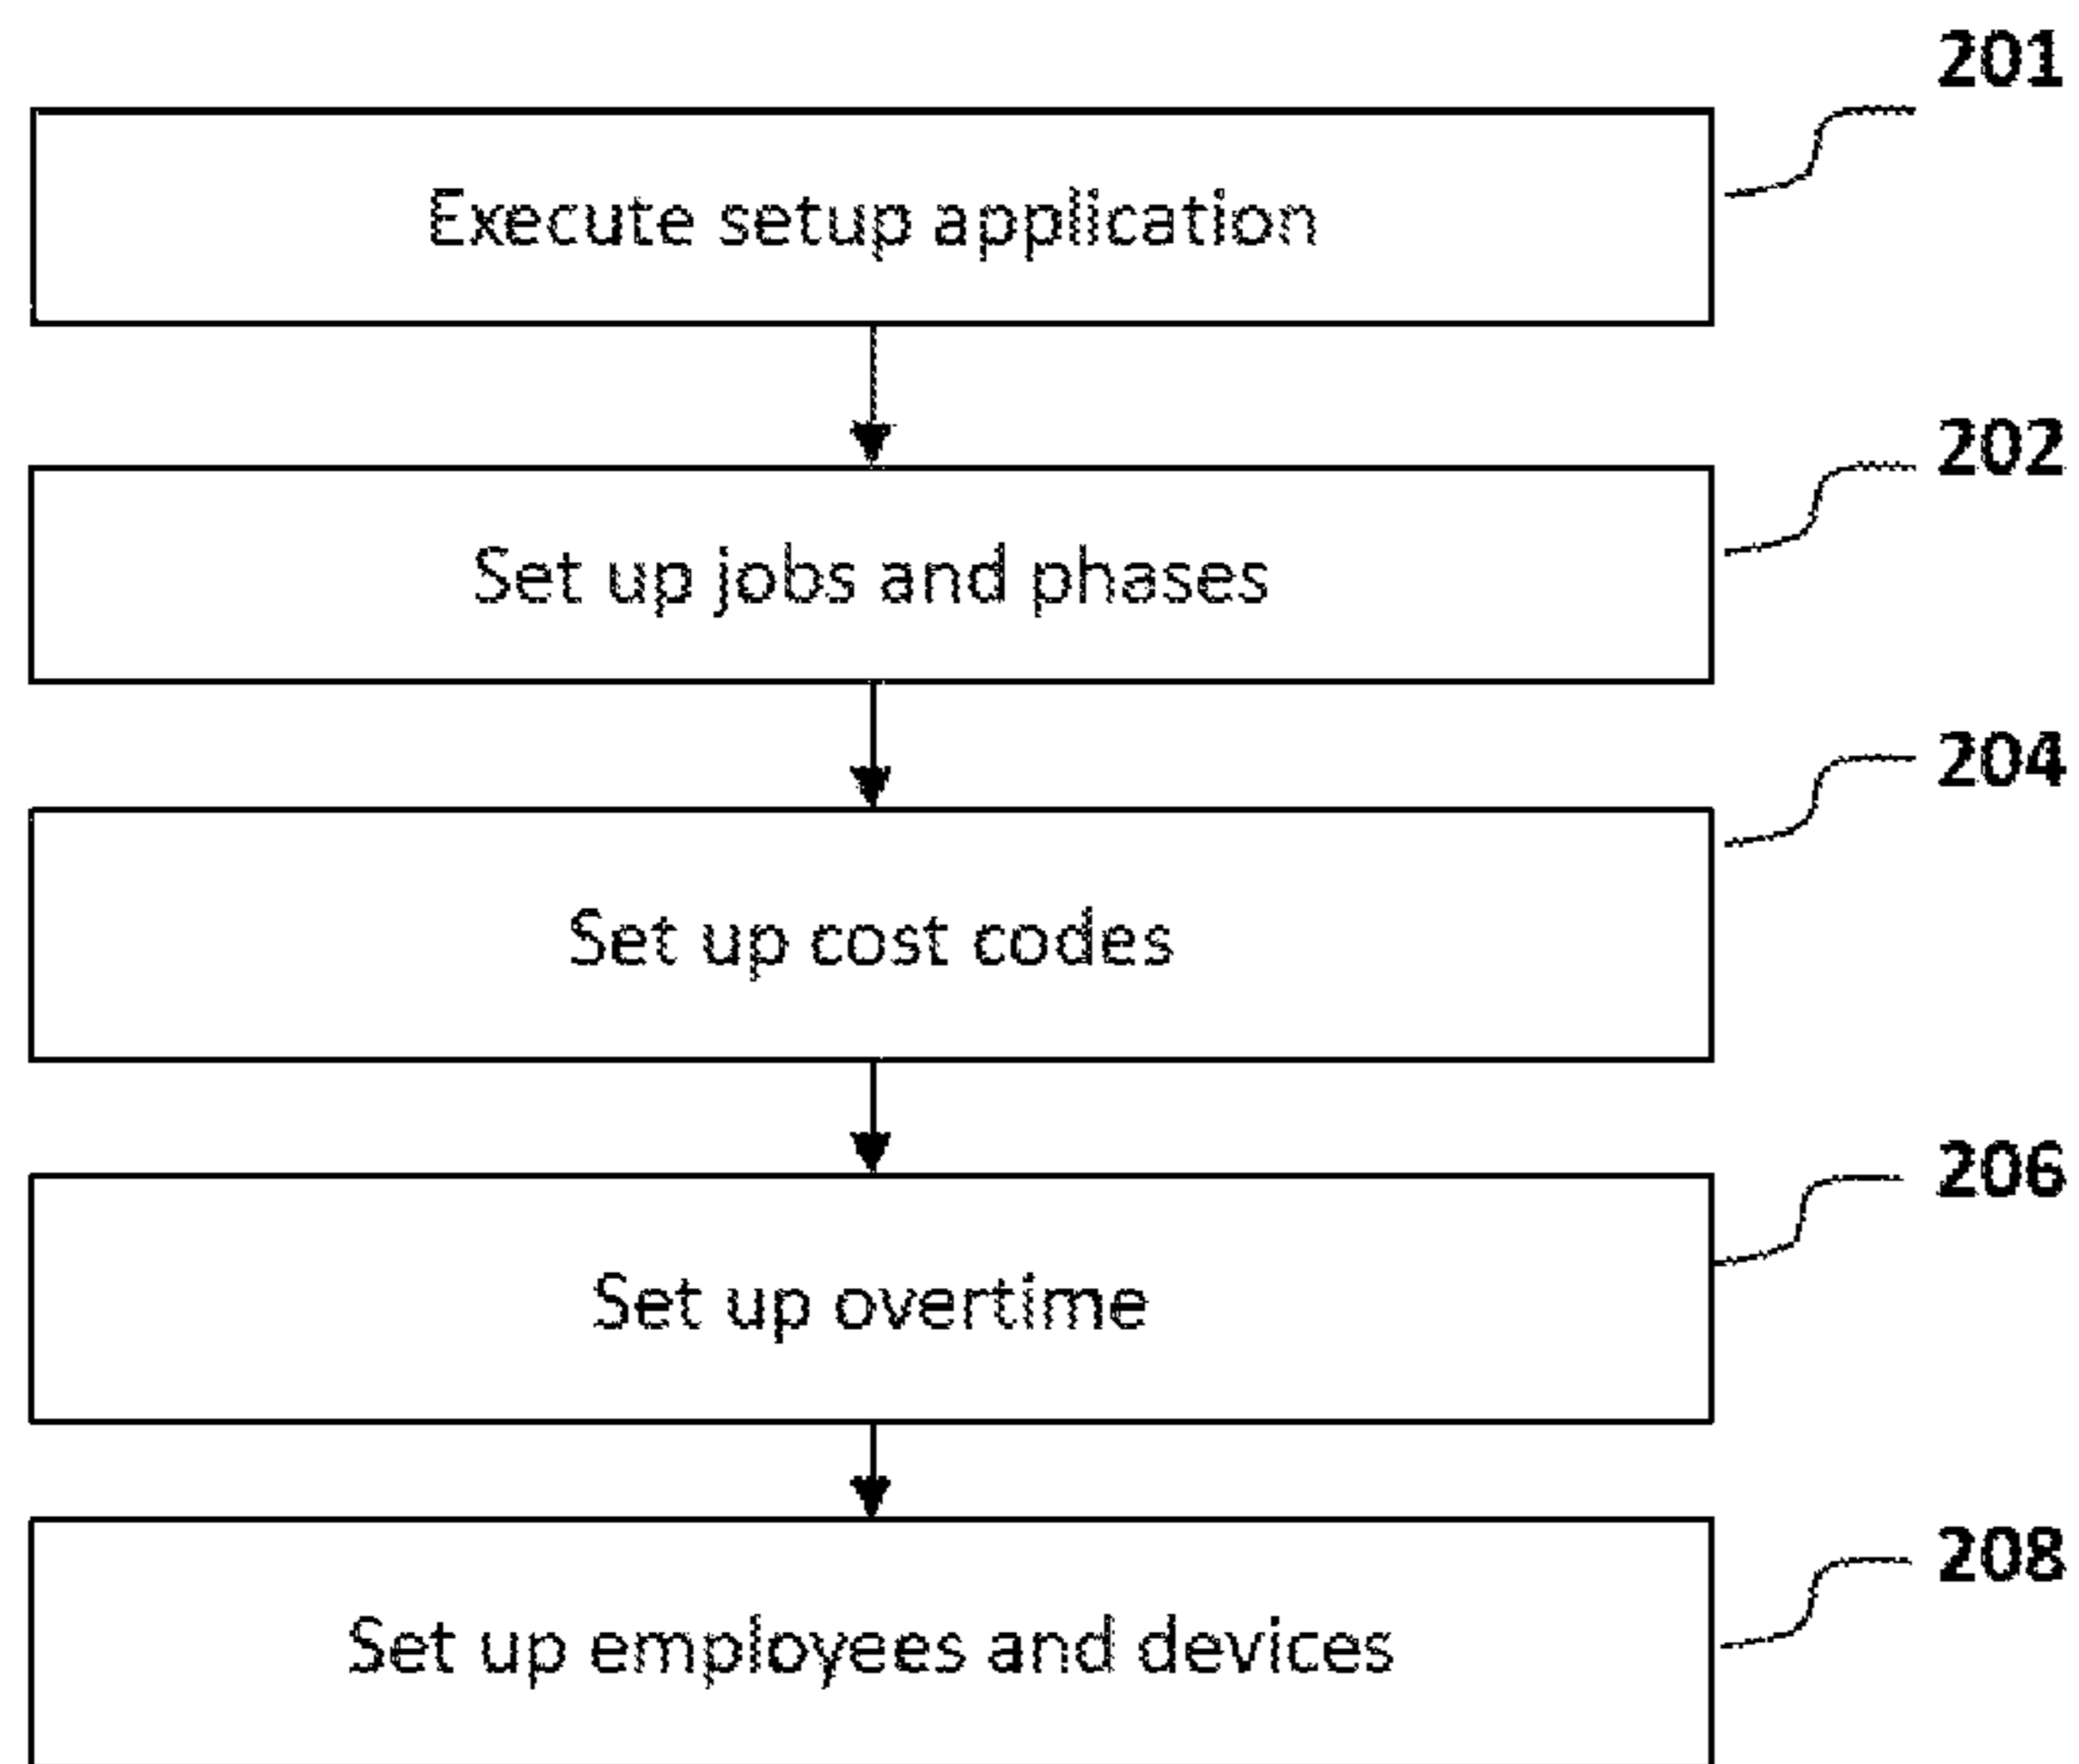 201
Execute setup application
202
Set up jobs and phases
204
Set up cost codes
206
Set up overtime
208
Set up employees and devices